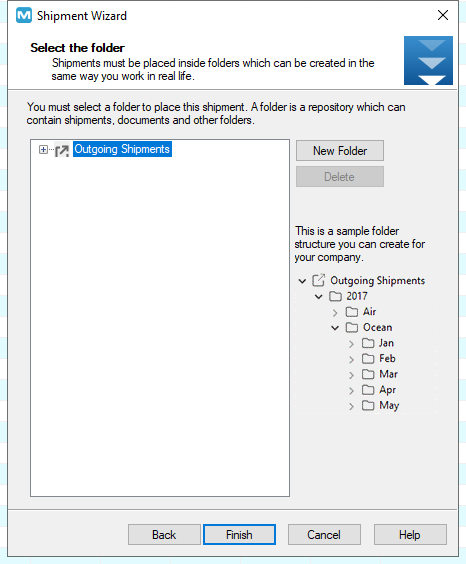 Shipment Wizard
Select the folder
Shipments must be placed inside folders which can be created in the
same way you work in real life.
You must select a folder to place this shipment. A folder is a repository which can
contain shipments, documents and other folders.
Outgoing Shipments
New Folder
Delete
This is a sample folder
structure you can create for
your company.
Outgoing Shipments
2017
Air
Ocean
Jan
Feb
Mar
Apr
May
Back
Finish
Cancel
Help